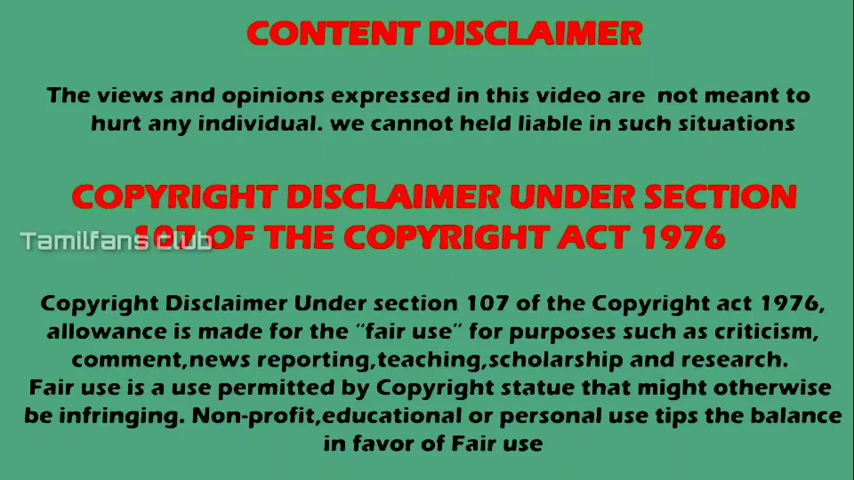 CONTENT DISCLAIMER
The views and opinions expressed in this video are not meant to
hurt any individual. we cannot held liable in such situations
COPYRIGHT DISCLAIMER UNDER SECTION
107 OF THE COPYRIGHT ACT 1976
Tamilfans club
Copyright Disclaimer Under section 107 of the Copyright act 1976,
allowance is made for the “fair use” for purposes such as criticism,
comment,news reporting,teaching,scholarship and research.
Fair use is a use permitted by Copyright statue that might otherwise
be infringing. Non-profit,educational or personal use tips the balance
in favor of Fair use